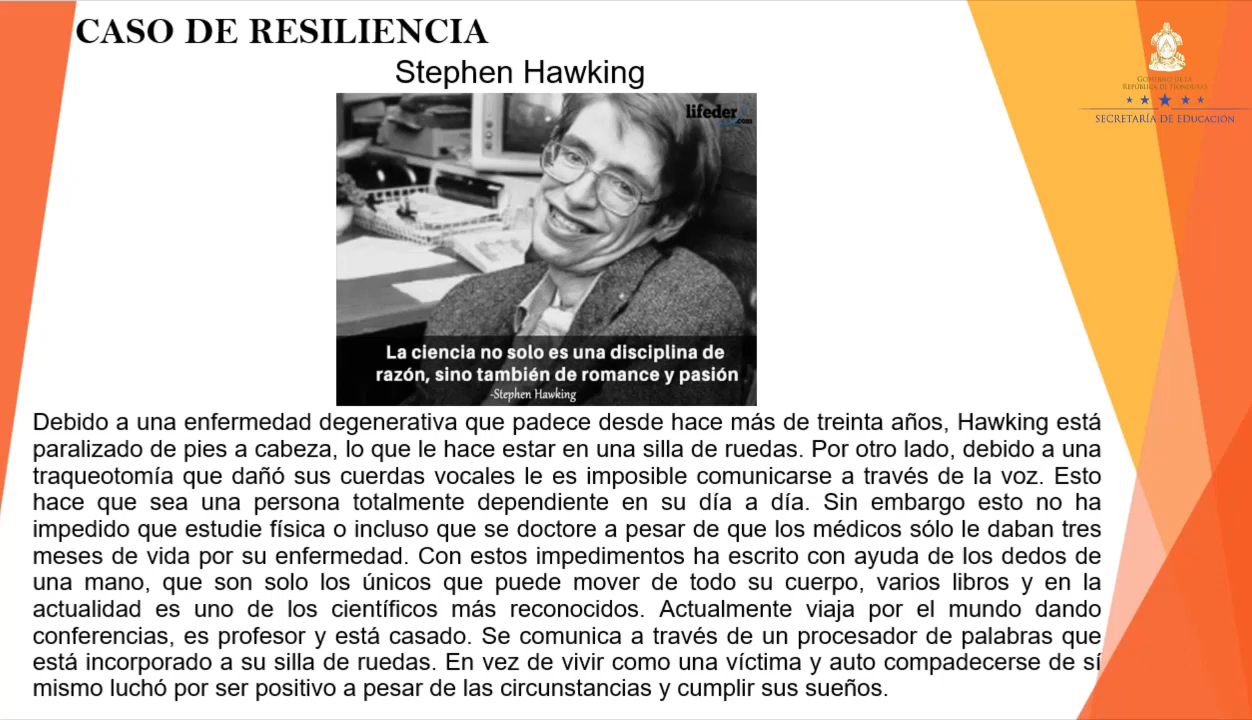 CASO DE RESILIENCIA
Stephen Hawking
lifeder
.com
La ciencia no solo es una disciplina de
razón, sino también de romance y pasión
-Stephen Hawking
GOBIERNO DE LA
REPÚBLICA DE HONDURAS
SECRETARÍA DE EDUCACIÓN
Debido a una enfermedad degenerativa que padece desde hace más de treinta años, Hawking está
paralizado de pies a cabeza, lo que le hace estar en una silla de ruedas. Por otro lado, debido a una
traqueotomía que dañó sus cuerdas vocales le es imposible comunicarse a través de la voz. Esto
hace que sea una persona totalmente dependiente en su día a día. Sin embargo esto no ha
impedido que estudie física o incluso que se doctore a pesar de que los médicos sólo le daban tres
meses de vida por su enfermedad. Con estos impedimentos ha escrito con ayuda de los dedos de
una mano, que son solo los únicos que puede mover de todo su cuerpo, varios libros y en la
actualidad es uno de los científicos más reconocidos. Actualmente viaja por el mundo dando
conferencias, es profesor y está casado. Se comunica a través de un procesador de palabras que
está incorporado a su silla de ruedas. En vez de vivir como una víctima y auto compadecerse de sí
mismo luchó por ser positivo a pesar de las circunstancias y cumplir sus sueños.